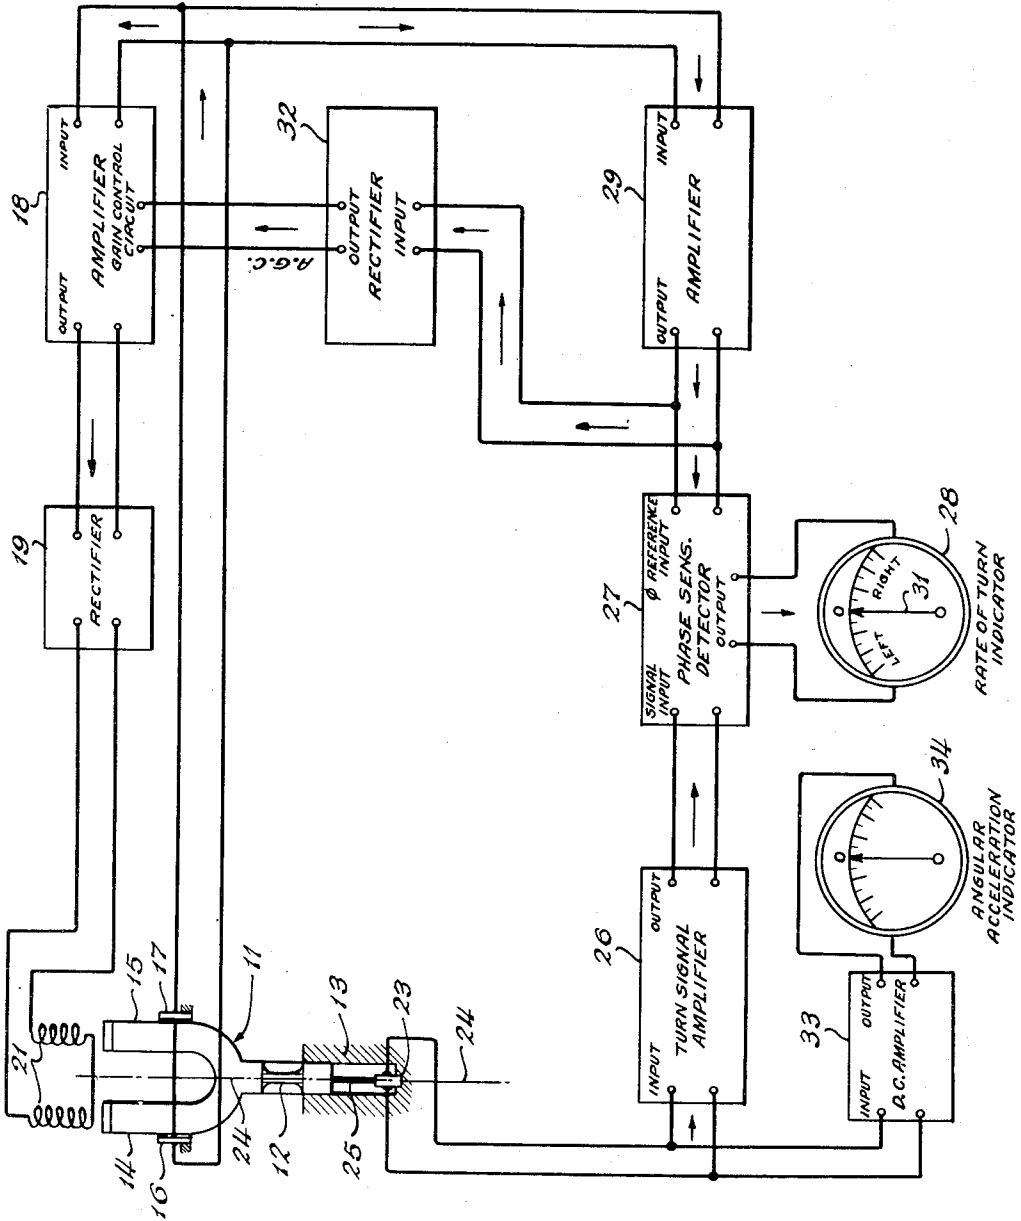 21
14
15
16
17
11
24
12
13
25
23
24
19
RECTIFIER
18
OUTPUT
INPUT
AMPLIFIER
GAIN CONTROL
CIRCUIT
A.G.C.
32
OUTPUT
RECTIFIER
INPUT
26
INPUT
OUTPUT
TURN SIGNAL
AMPLIFIER
27
SIGNAL
INPUT
φ REFERENCE
INPUT
PHASE SENS.
DETECTOR
OUTPUT
29
OUTPUT
INPUT
AMPLIFIER
33
INPUT
OUTPUT
D.C. AMPLIFIER
34
0
ANGULAR
ACCELERATION
INDICATOR
28
0
LEFT
RIGHT
31
RATE OF TURN
INDICATOR